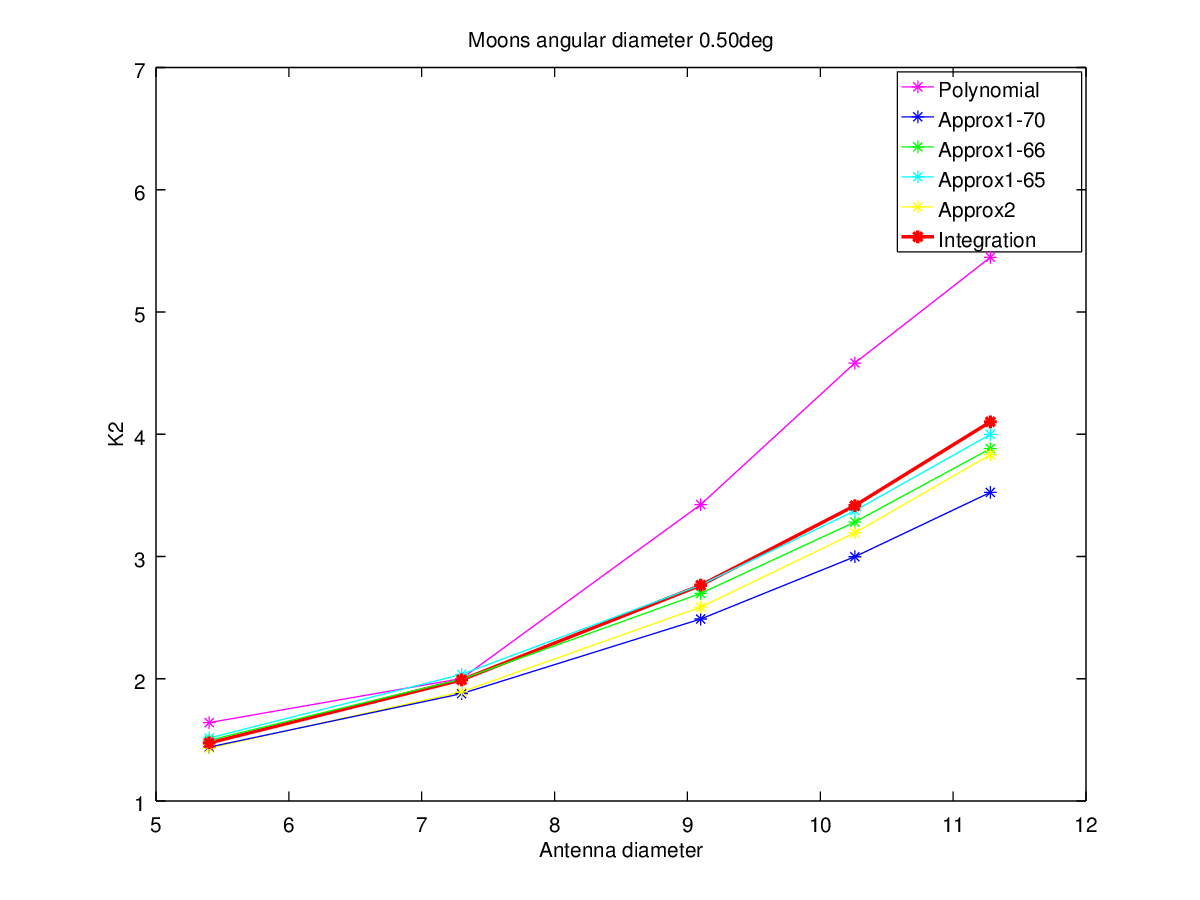 Moons angular diameter 0.50deg
7
6
5
4
3
2
1
K2
Polynomial
Approx1-70
Approx1-66
Approx1-65
Approx2
Integration
5 6 7 8 9 10 11 12
Antenna diameter